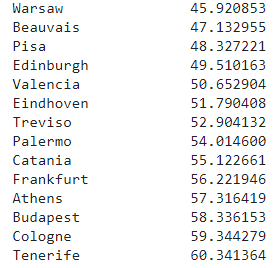 Warsaw 45.920853
Beauvais 47.132955
Pisa 48.327221
Edinburgh 49.510163
Valencia 50.652904
Eindhoven 51.790408
Treviso 52.904132
Palermo 54.014600
Catania 55.122661
Frankfurt 56.221946
Athens 57.316419
Budapest 58.336153
Cologne 59.344279
Tenerife 60.341364